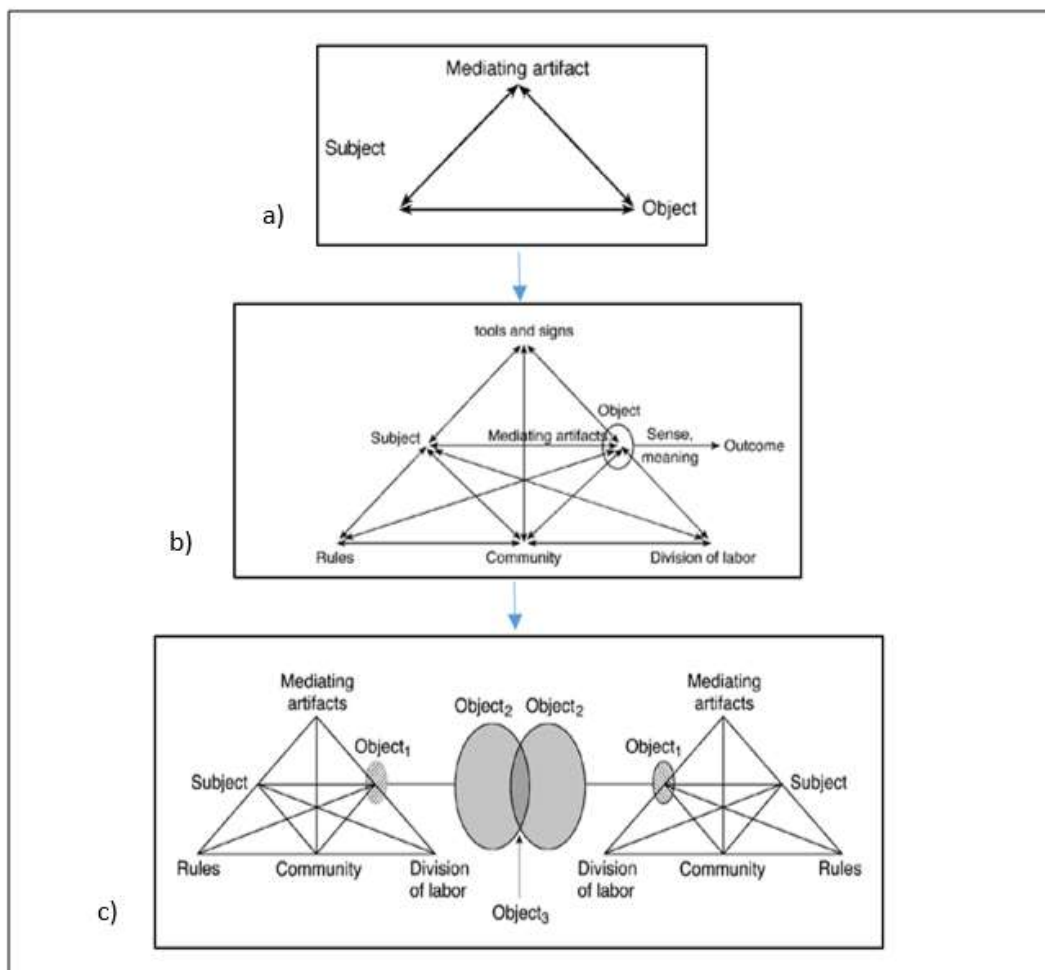 Mediating artifact
Subject
Object
a)
tools and signs
Object
Subject
Mediating artifacts
Sense,
meaning
Outcome
b)
Rules
Community
Division of labor
Mediating
artifacts
Object1
Subject
Rules
Community
Division
of labor
Object2
Object2
Object3
Mediating
artifacts
Object1
Subject
Division
of labor
Community
Rules
c)